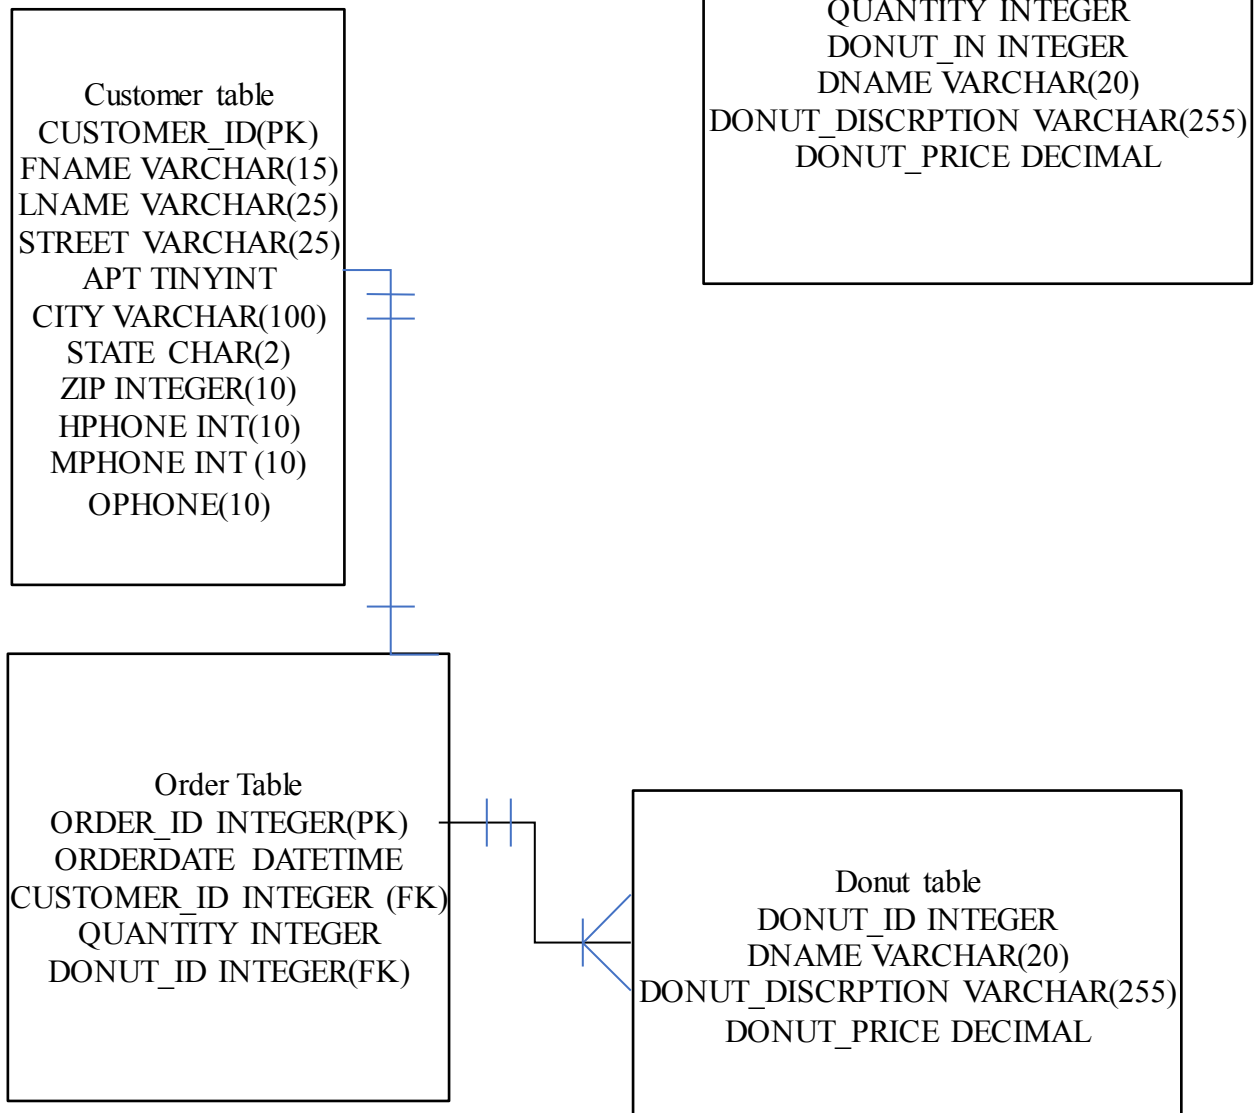 Customer table
CUSTOMER_ID(PK)
FNAME VARCHAR(15)
LNAME VARCHAR(25)
STREET VARCHAR(25)
APT TINYINT
CITY VARCHAR(100)
STATE CHAR(2)
ZIP INTEGER(10)
HPHONE INT(10)
MPHONE INT (10)
OPHONE(10)
QUANTITY INTEGER
DONUT_IN INTEGER
DNAME VARCHAR(20)
DONUT_DISCRPTION VARCHAR(255)
DONUT_PRICE DECIMAL
Order Table
ORDER_ID INTEGER(PK)
ORDERDATE DATETIME
CUSTOMER_ID INTEGER (FK)
QUANTITY INTEGER
DONUT_ID INTEGER(FK)
Donut table
DONUT_ID INTEGER
DNAME VARCHAR(20)
DONUT_DISCRPTION VARCHAR(255)
DONUT_PRICE DECIMAL